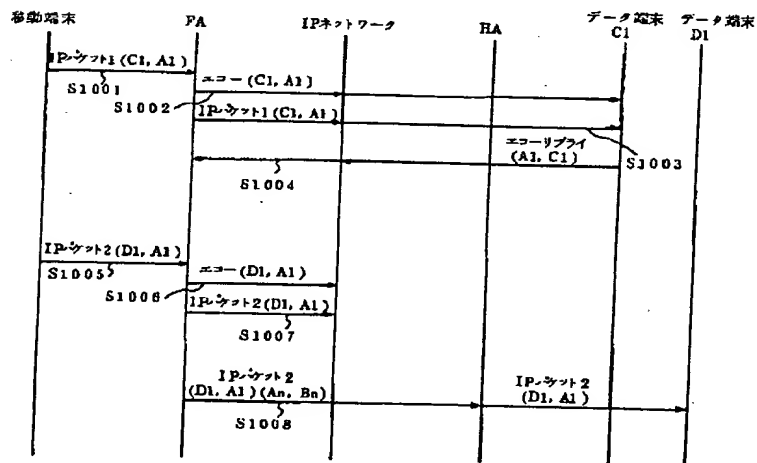 移動端末 FA IPネットワーク HA データ端末 データ端末
C1 D1
IPパケット1 (C1, A1)
S1001
エコー (C1, A1)
S1002
IPパケット1 (C1, A1)
S1003
エコーリプライ
(A1, C1)
S1004
IPパケット2 (D1, A1)
S1005
エコー (D1, A1)
S1006
IPパケット2 (D1, A1)
S1007
IPパケット2 IPパケット2
(D1, A1) (An, Bn) (D1, A1)
S1008